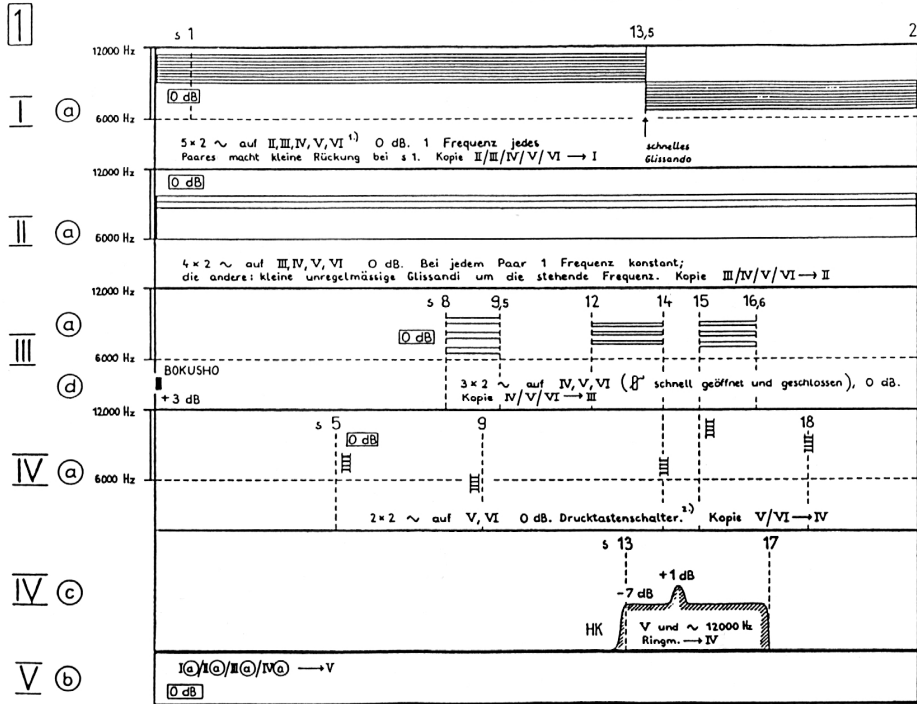 1
s 1 13,5 2
12000 Hz
I a
0 dB
6000 Hz
5 × 2 ∼ auf II, III, IV, V, VI 1.) 0 dB. 1 Frequenz jedes
Paares macht kleine Rückung bei s 1. Kopie II/III/IV/V/VI → I
schnelles
Glissando
12000 Hz
0 dB
II a
6000 Hz
4 × 2 ∼ auf III, IV, V, VI 0 dB. Bei jedem Paar 1 Frequenz konstant;
die andere: kleine unregelmässige Glissandi um die stehende Frequenz. Kopie III/IV/V/VI → II
12000 Hz
s 8 9,5 12 14 15 16,6
III a
0 dB
6000 Hz
BOKUSHO
d
+3 dB
3 × 2 ∼ auf IV, V, VI ( schnell geöffnet und geschlossen), 0 dB.
Kopie IV/V/VI → III
12000 Hz
s 5 9 18
0 dB
IV a
6000 Hz
2 × 2 ∼ auf V, VI 0 dB. Drucktastenschalter. 2.) Kopie V/VI → IV
s 13 17
+1 dB
IV c
-7 dB
HK
V und ∼ 12000 Hz
Ringm. → IV
I a/II a/III a/IV a → V
V b
0 dB